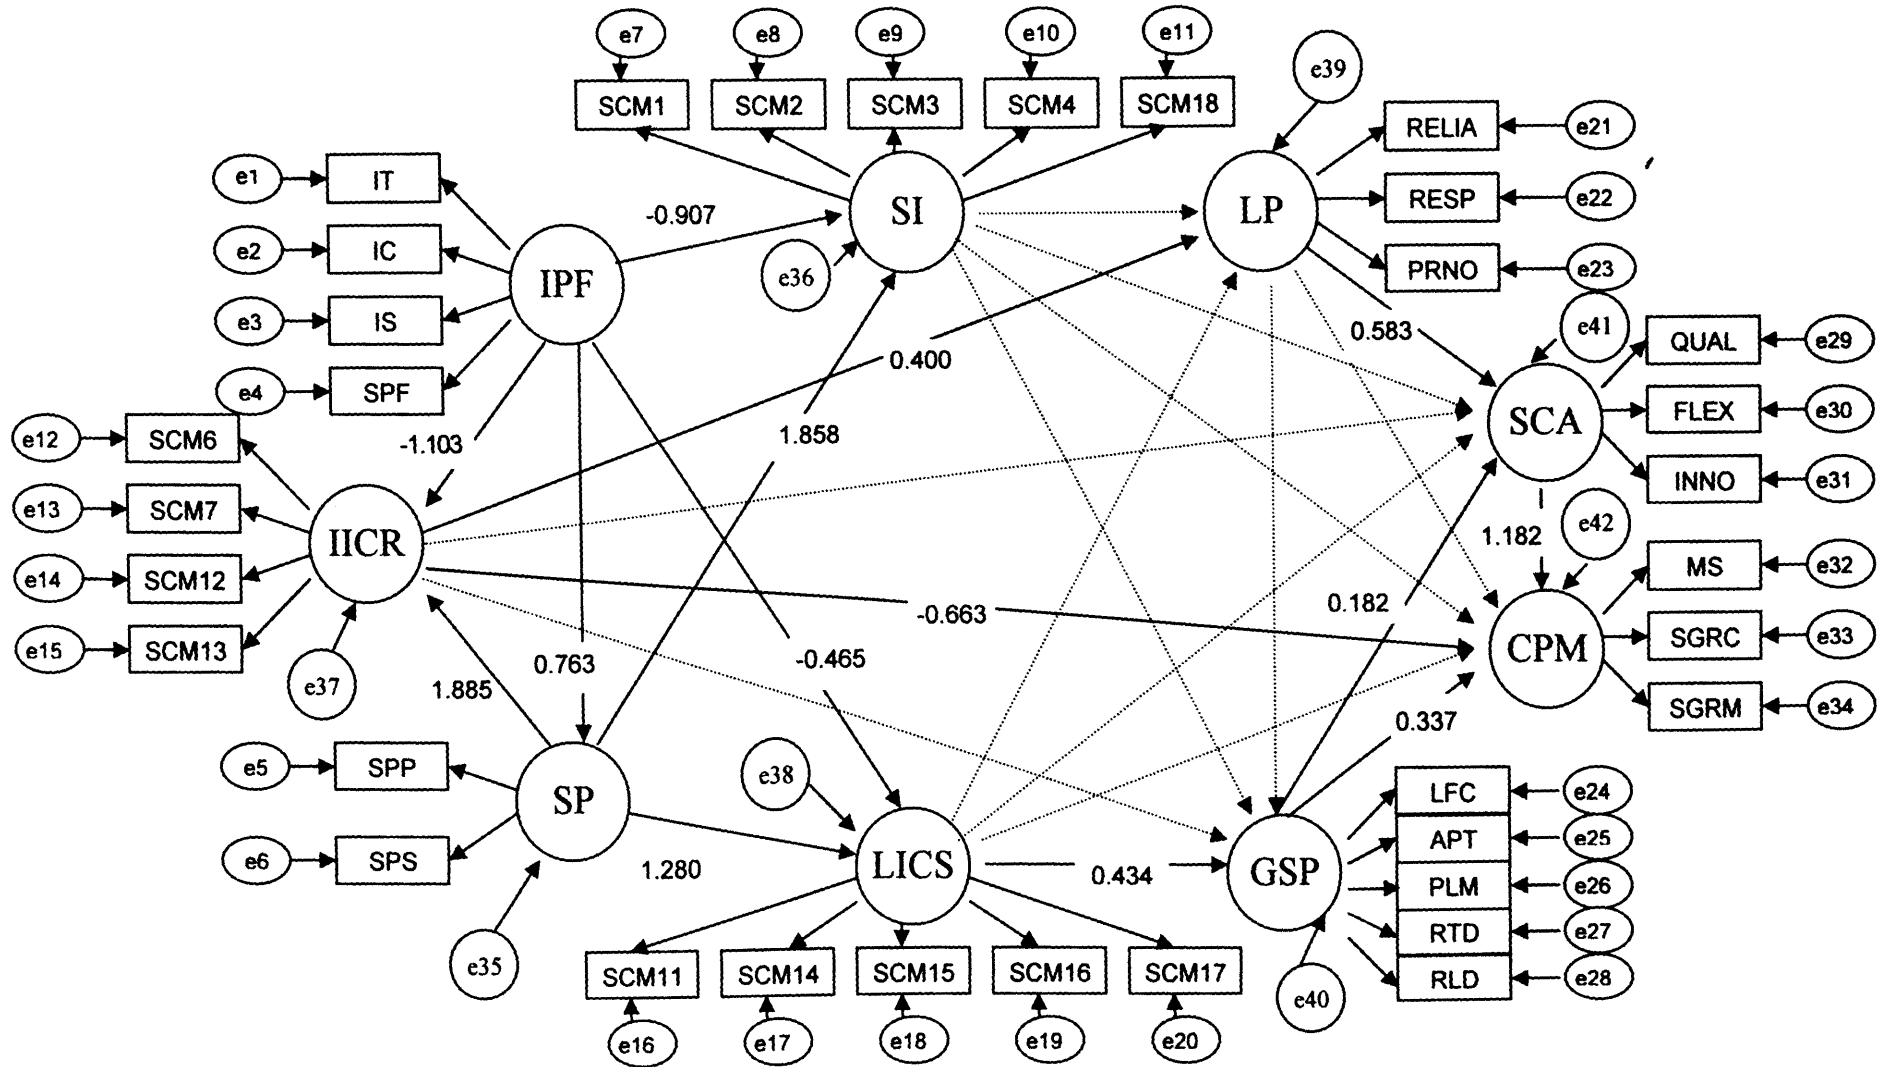 e7 e8 e9 e10 e11
SCM1 SCM2 SCM3 SCM4 SCM18
e39
RELIA e21
e1 IT
RESP e22
SI LP
-0.907
e2 IC
PRNO e23
e36
IPF
e3 IS
0.583 e41
QUAL e29
0.400
e4 SPF
FLEX e30
SCA
e12 SCM6
-1.103 1.858
INNO e31
e13 SCM7
e42
1.182
IICR
MS e32
e14 SCM12
0.182
-0.663
SGRC e33
e15 SCM13
CPM
0.763 -0.465
e37 1.885
SGRM e34
0.337
e5 SPP
e38
LFC e24
SP
APT e25
e6 SPS
1.280 LICS 0.434 GSP
PLM e26
RTD e27
e35
SCM11 SCM14 SCM15 SCM16 SCM17
RLD e28
e40
e16 e17 e18 e19 e20